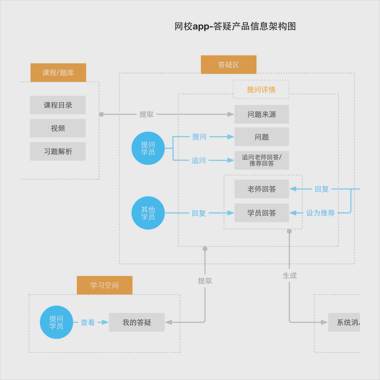 网校app-答疑产品信息架构图
课程/题库
课程目录
视频
习题解析
答疑区
提问详情
提取
问题来源
提问
学员
提问
问题
追问
追问老师回答/
推荐回答
老师回答
回复
其他
学员
回复
学员回答
设为推荐
提取
生成
学习空间
提问
学员
查看
我的答疑
系统消